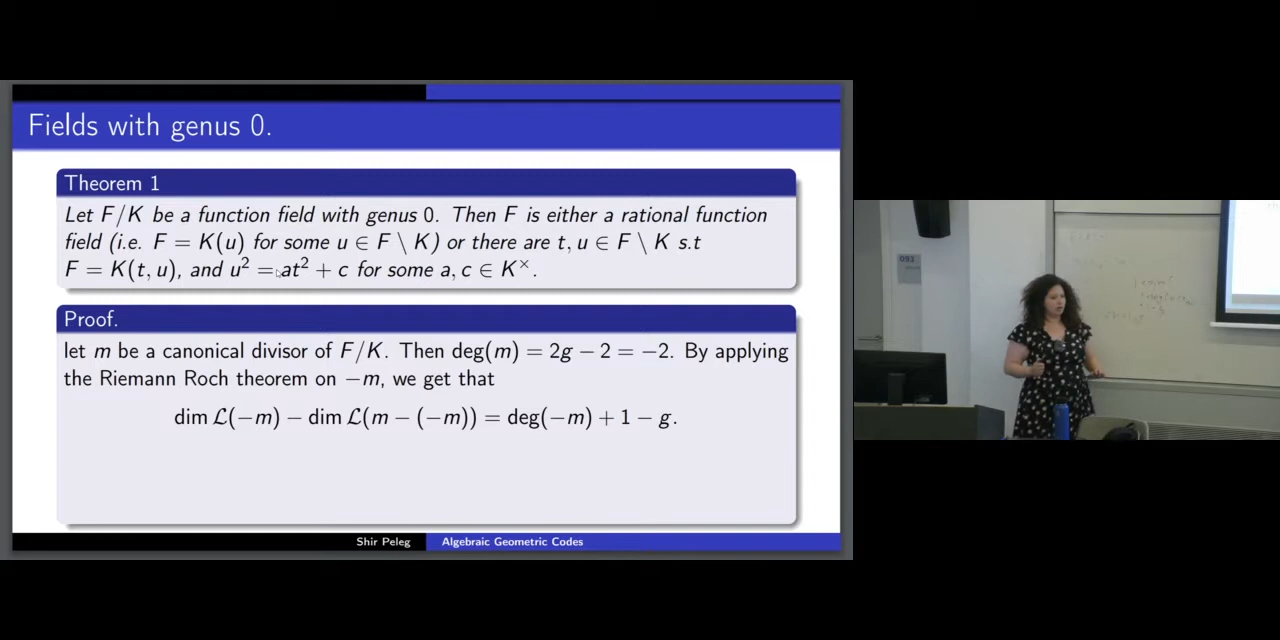 Fields with genus 0.
Theorem 1
Let F/K be a function field with genus 0. Then F is either a rational function
field (i.e. F = K(u) for some u ∈ F \ K) or there are t, u ∈ F \ K s.t
F = K(t, u), and u² = at² + c for some a, c ∈ K×.
Proof.
let m be a canonical divisor of F/K. Then deg(m) = 2g − 2 = −2. By applying
the Riemann Roch theorem on −m, we get that
dim L(−m) − dim L(m − (−m)) = deg(−m) + 1 − g.
Shir Peleg
Algebraic Geometric Codes
093